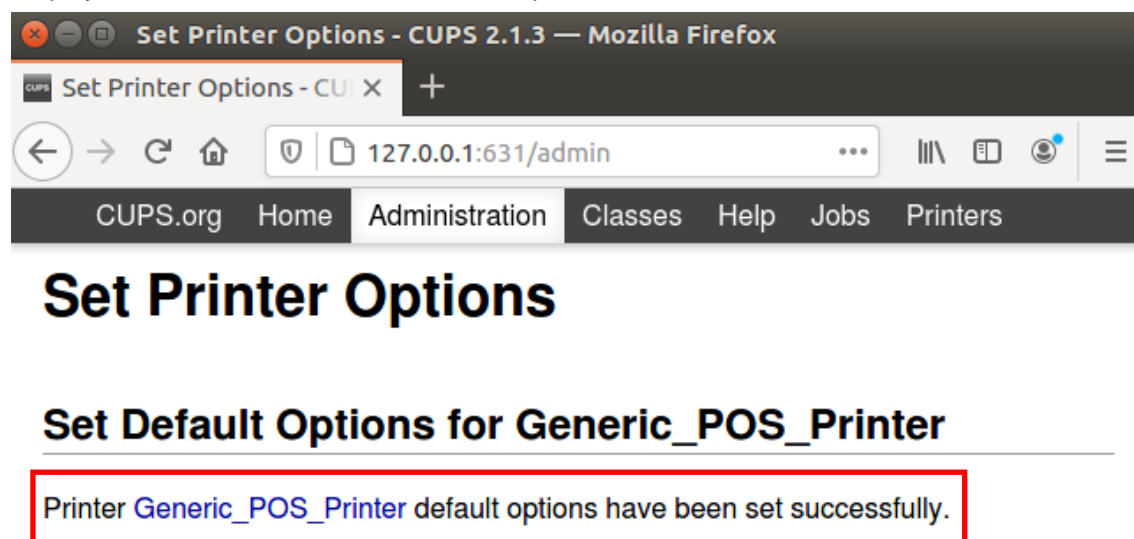 Set Printer Options - CUPS 2.1.3 — Mozilla Firefox
CUPS Set Printer Options - CU
127.0.0.1:631/admin
CUPS.org Home Administration Classes Help Jobs Printers
Set Printer Options
Set Default Options for Generic_POS_Printer
Printer Generic_POS_Printer default options have been set successfully.